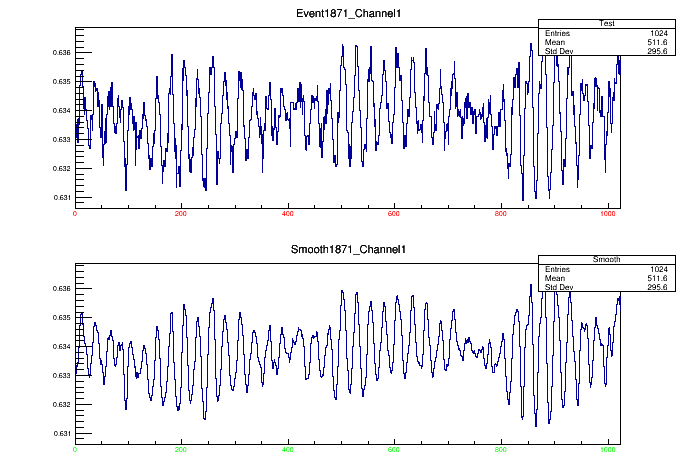 Event1871_Channel1
Test
Entries 1024
Mean 511.6
Std Dev 295.6
0.636
0.635
0.634
0.633
0.632
0.631
0 200 400 600 800 1000
Smooth1871_Channel1
Smooth
Entries 1024
Mean 511.6
Std Dev 295.6
0.636
0.635
0.634
0.633
0.632
0.631
0 200 400 600 800 1000